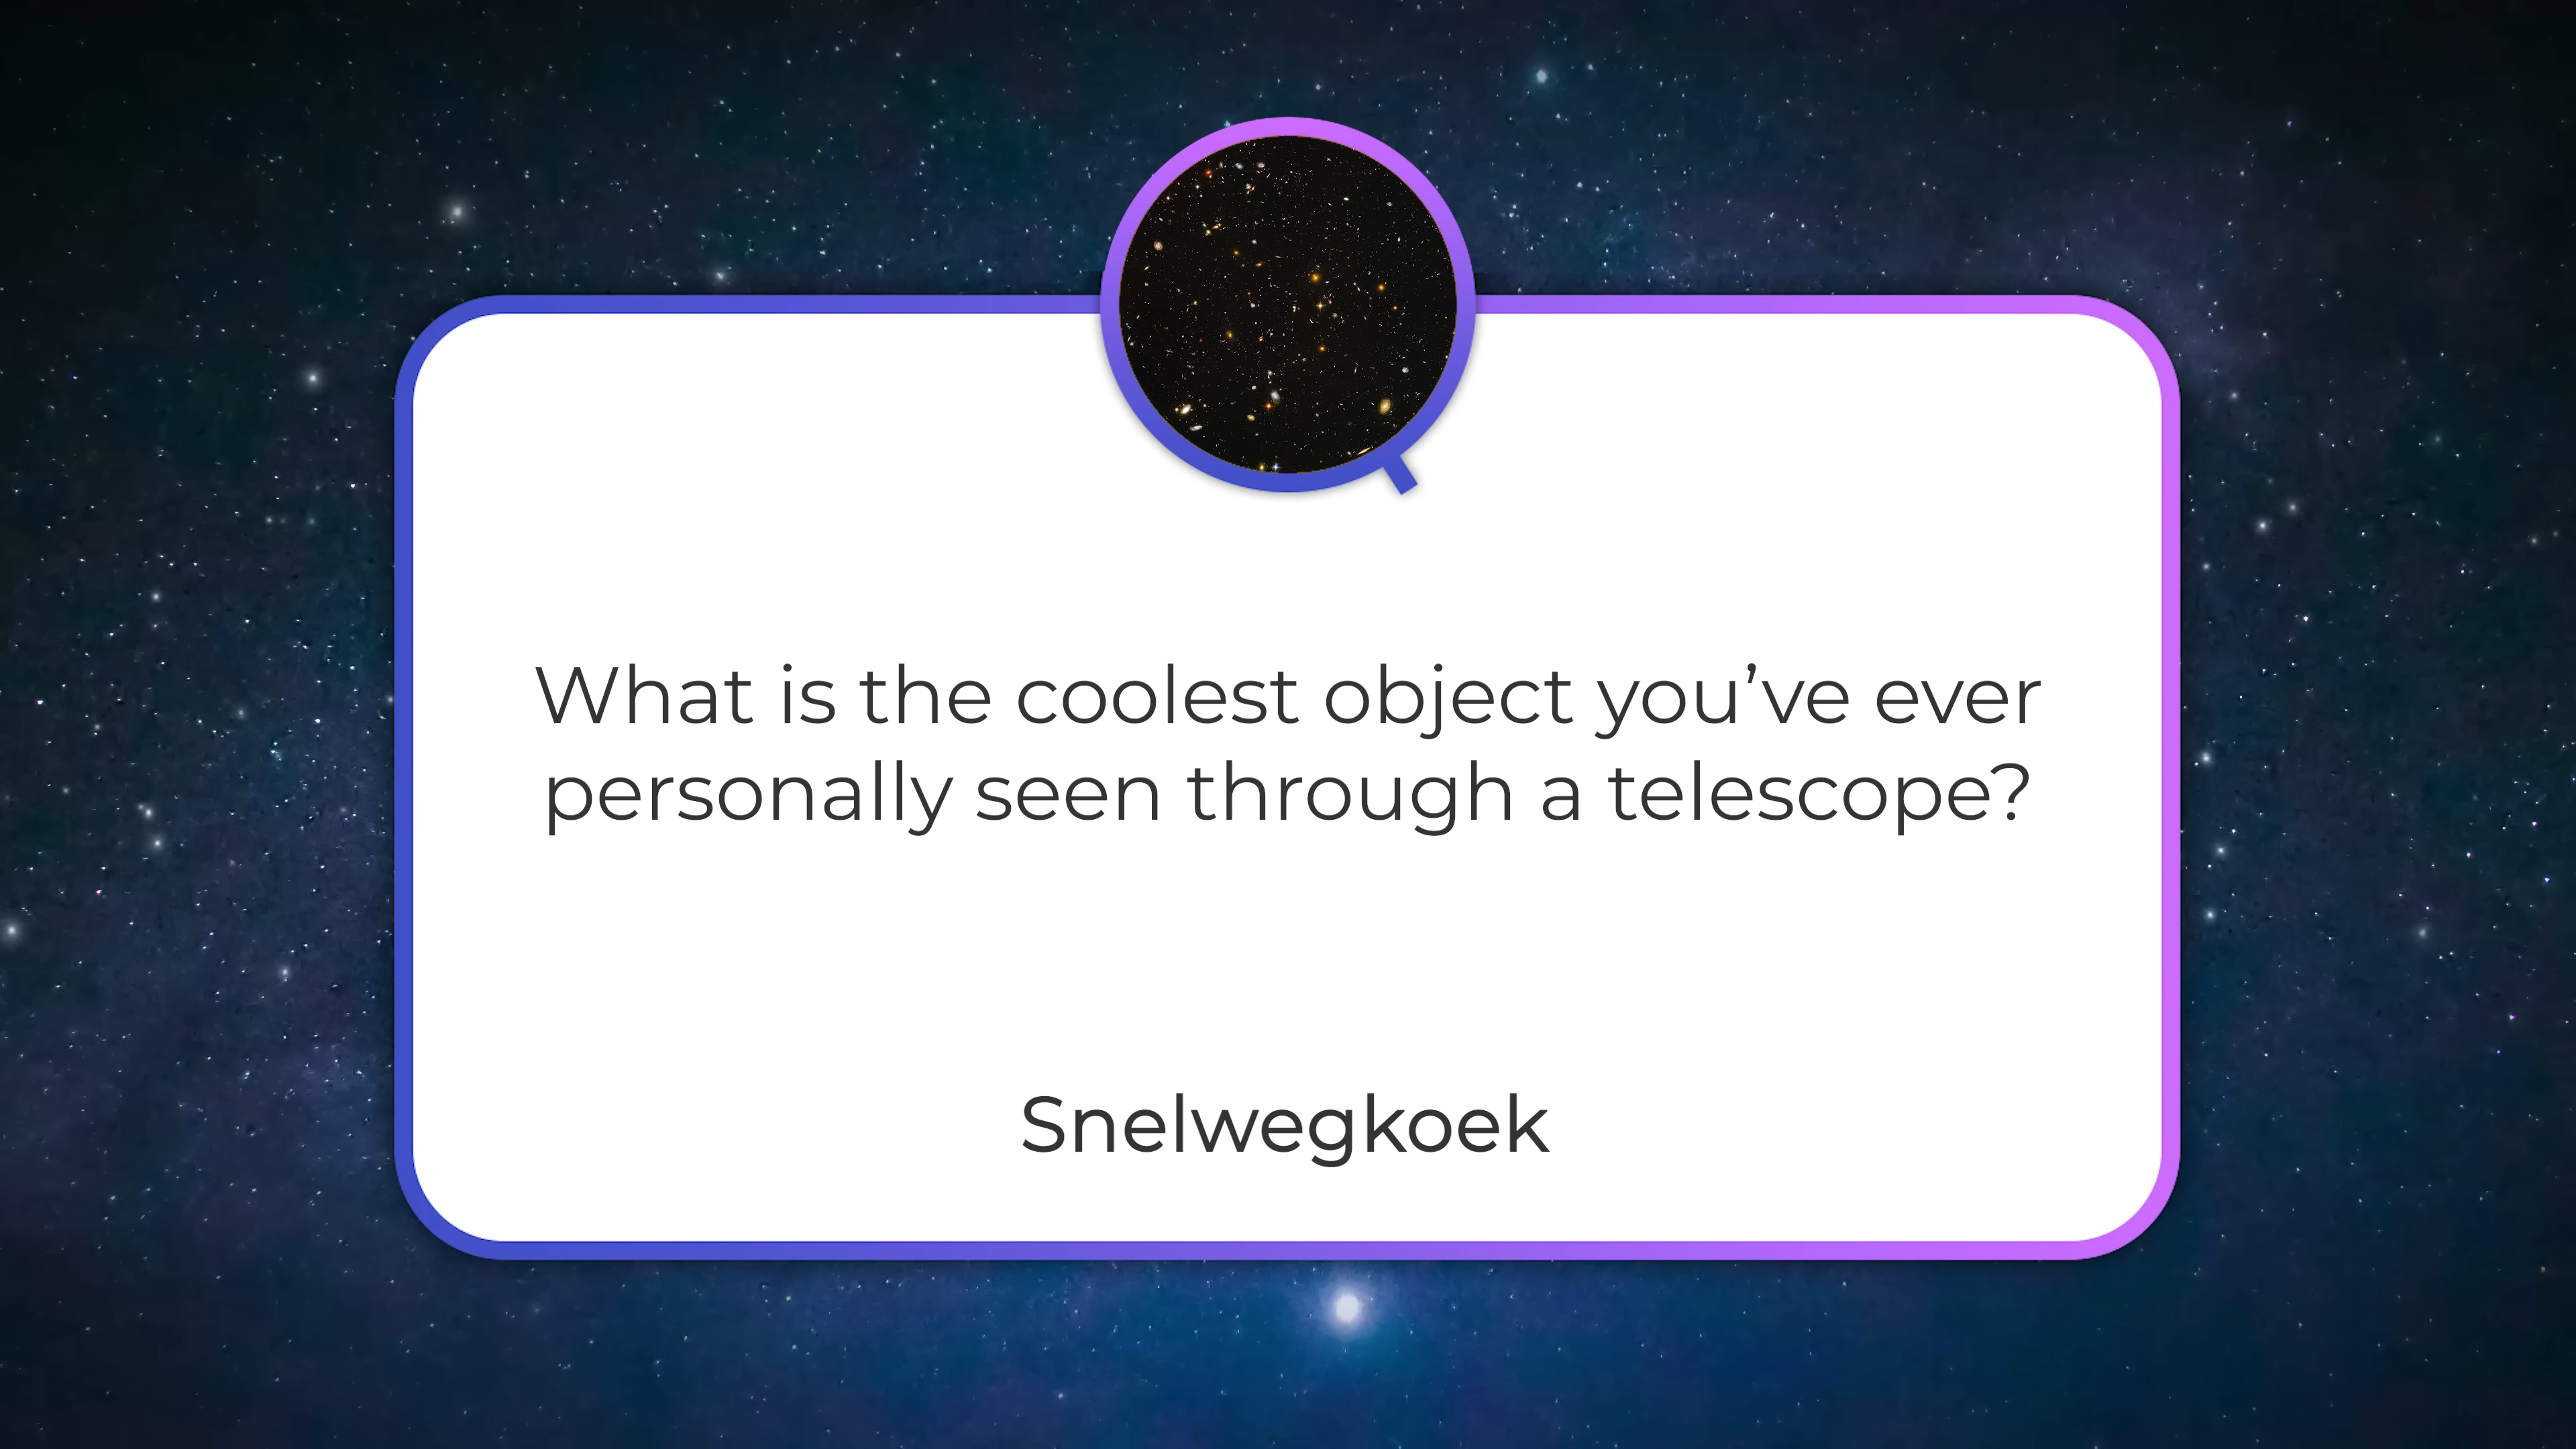 What is the coolest object you’ve ever
personally seen through a telescope?
Snelwegkoek